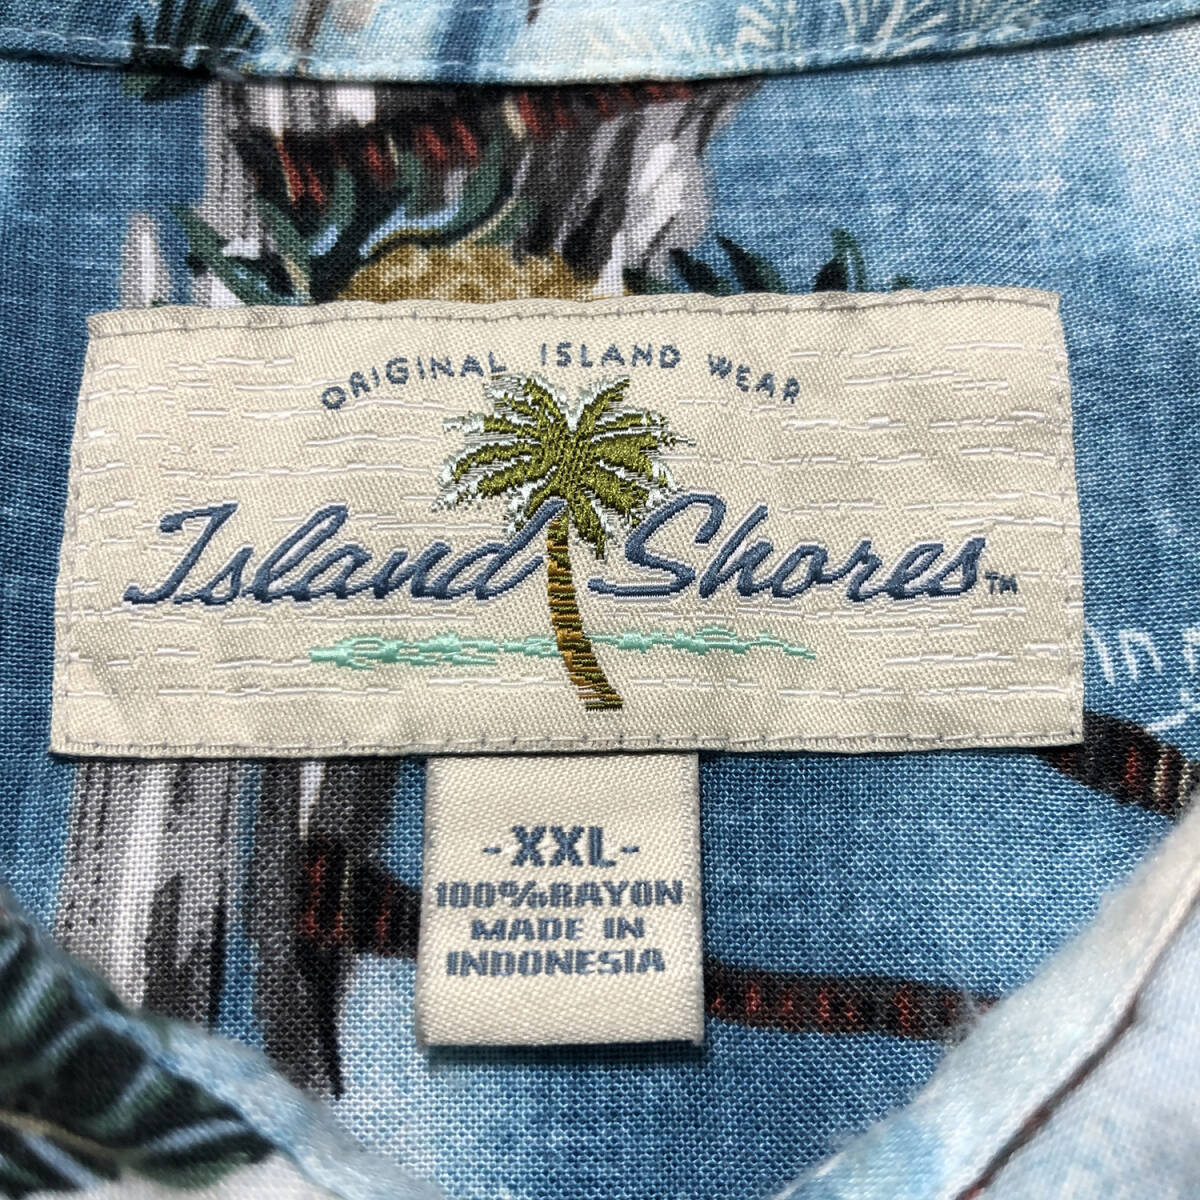 ORIGINAL ISLAND WEAR
Island Shores™
-XXL-
100%RAYON
MADE IN
INDONESIA